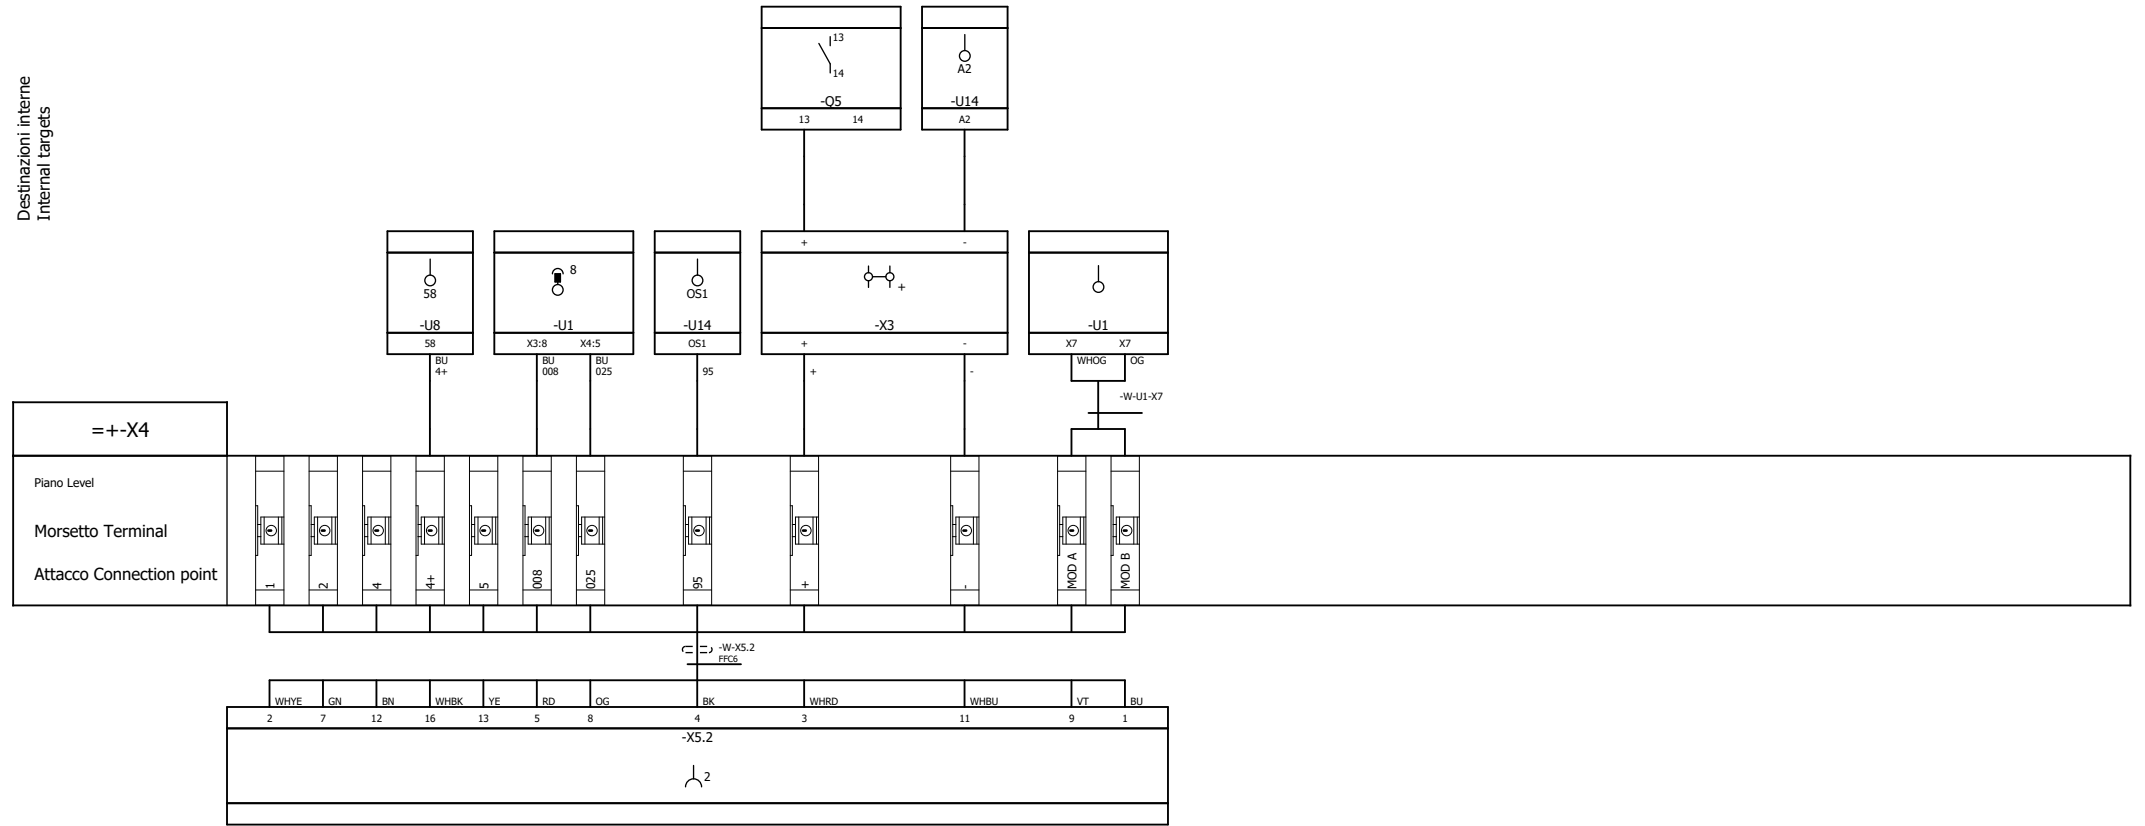 Destinazioni interne
Internal targets
13
14
-Q5
13 14
A2
-U14
A2
58
-U8
58
BU
4+
8
-U1
X3:8 X4:5
BU
008
BU
025
OS1
-U14
OS1
95
+ -
+
-X3
+ -
+ -
-U1
X7 X7
WHOG OG
-W-U1-X7
=+-X4
Piano Level
Morsetto Terminal
Attacco Connection point
1 2 4 4+ 5 008 025 95 + - MOD A MOD B
-W-X5.2
FFC6
WHYE GN BN WHBK YE RD OG BK WHRD WHBU VT BU
2 7 12 16 13 5 8 4 3 11 9 1
-X5.2
2